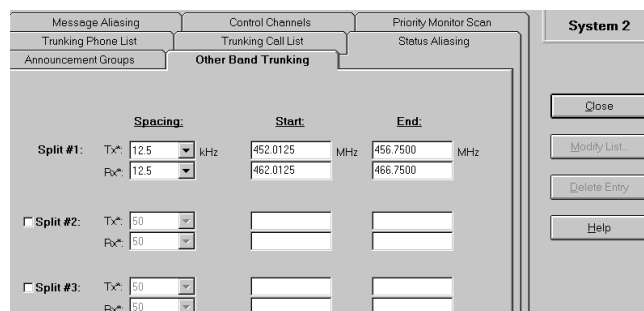 Message Aliasing Control Channels Priority Monitor Scan
Trunking Phone List Trunking Call List Status Aliasing
Announcement Groups Other Band Trunking
System 2
Spacing: Start: End:
Split #1: Tx*: 12.5 kHz 452.0125 MHz 456.7500 MHz
Rx*: 12.5 462.0125 466.7500
Split #2: Tx*: 50
Rx*: 50
Split #3: Tx*: 50
Rx*: 50
Close
Modify List...
Delete Entry
Help